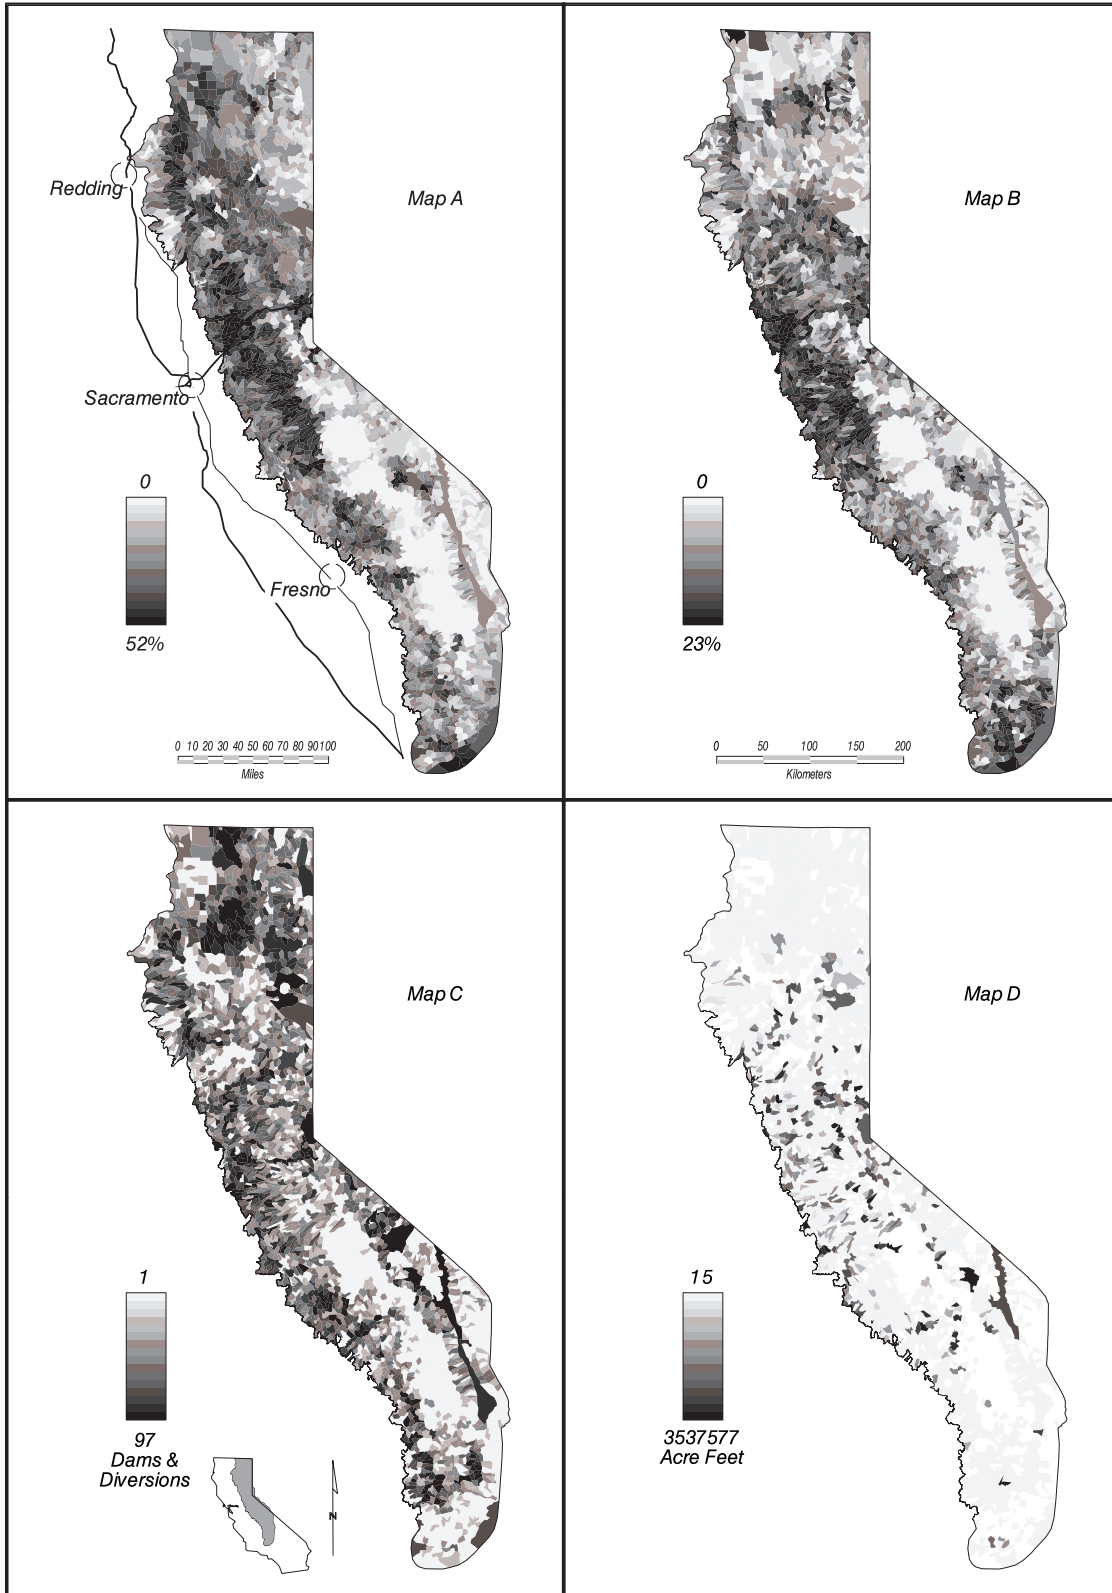 Map A
Redding
Sacramento
0
52%
Fresno
0 10 20 30 40 50 60 70 80 90 100
Miles
Map B
0
23%
0 50 100 150 200
Kilometers
Map C
1
97
Dams &
Diversions
N
Map D
15
3537577
Acre Feet